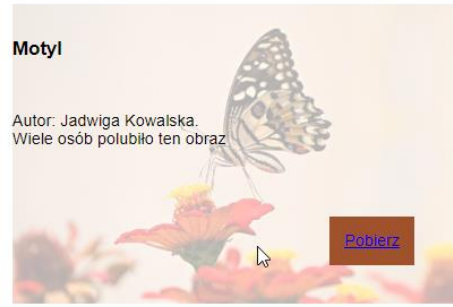 Motyl
Autor: Jadwiga Kowalska.
Wiele osób polubiło ten obraz
Pobierz